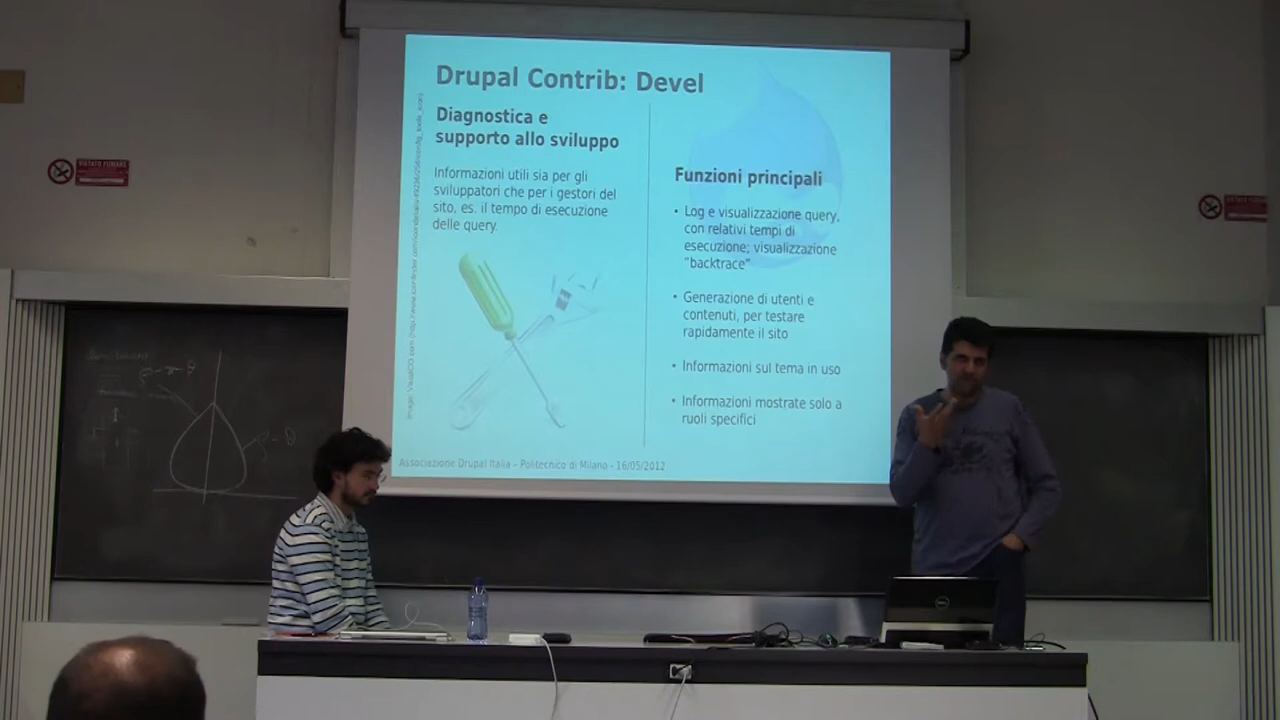 Drupal Contrib: Devel
Diagnostica e
supporto allo sviluppo
Informazioni utili sia per gli
sviluppatori che per i gestori del
sito, es. il tempo di esecuzione
delle query.
Funzioni principali
• Log e visualizzazione query,
con relativi tempi di
esecuzione; visualizzazione
"backtrace"
• Generazione di utenti e
contenuti, per testare
rapidamente il sito
• Informazioni sul tema in uso
• Informazioni mostrate solo a
ruoli specifici
Associazione Drupal Italia – Politecnico di Milano - 16/05/2012
VIETATO FUMARE
DELL